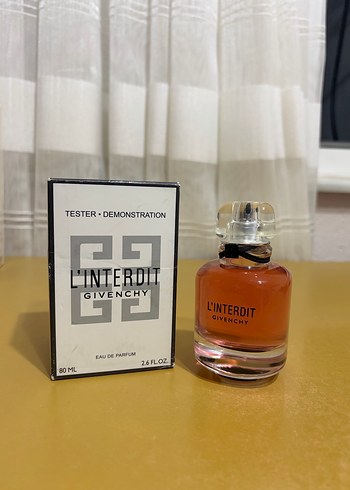 TESTER • DEMONSTRATION
L'INTERDIT
GIVENCHY
EAU DE PARFUM
80 ML
2.6 FL.OZ.
L'INTERDIT
GIVENCHY